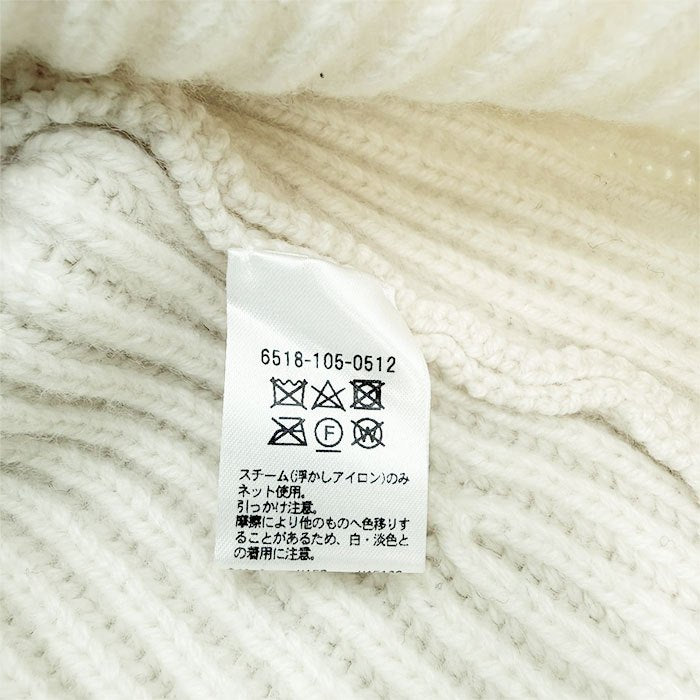 6518-105-0512
F
W
スチーム(浮かしアイロン)のみ
ネット使用。
引っかけ注意。
摩擦により他のものへ色移りす
ることがあるため、白・淡色と
の着用に注意。